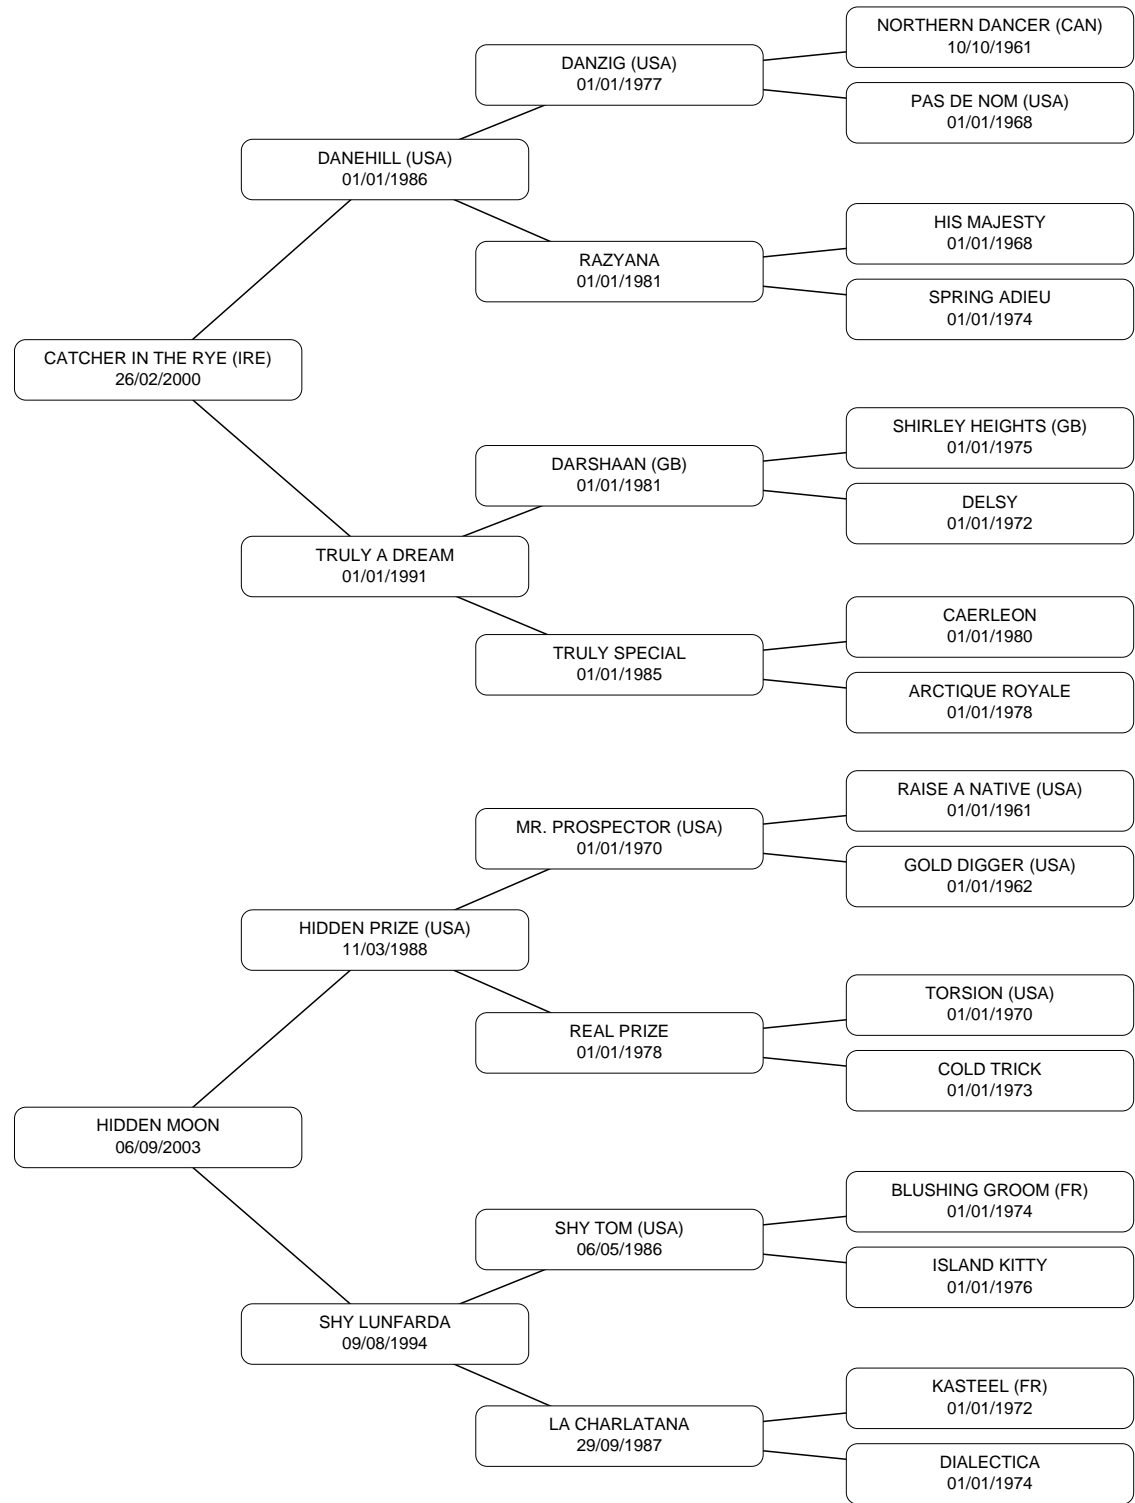 NORTHERN DANCER (CAN)
10/10/1961
DANZIG (USA)
01/01/1977
PAS DE NOM (USA)
01/01/1968
DANEHILL (USA)
01/01/1986
HIS MAJESTY
01/01/1968
RAZYANA
01/01/1981
SPRING ADIEU
01/01/1974
CATCHER IN THE RYE (IRE)
26/02/2000
SHIRLEY HEIGHTS (GB)
01/01/1975
DARSHAAN (GB)
01/01/1981
DELSY
01/01/1972
TRULY A DREAM
01/01/1991
CAERLEON
01/01/1980
TRULY SPECIAL
01/01/1985
ARCTIQUE ROYALE
01/01/1978
RAISE A NATIVE (USA)
01/01/1961
MR. PROSPECTOR (USA)
01/01/1970
GOLD DIGGER (USA)
01/01/1962
HIDDEN PRIZE (USA)
11/03/1988
TORSION (USA)
01/01/1970
REAL PRIZE
01/01/1978
COLD TRICK
01/01/1973
HIDDEN MOON
06/09/2003
BLUSHING GROOM (FR)
01/01/1974
SHY TOM (USA)
06/05/1986
ISLAND KITTY
01/01/1976
SHY LUNFARDA
09/08/1994
KASTEEL (FR)
01/01/1972
LA CHARLATANA
29/09/1987
DIALECTICA
01/01/1974